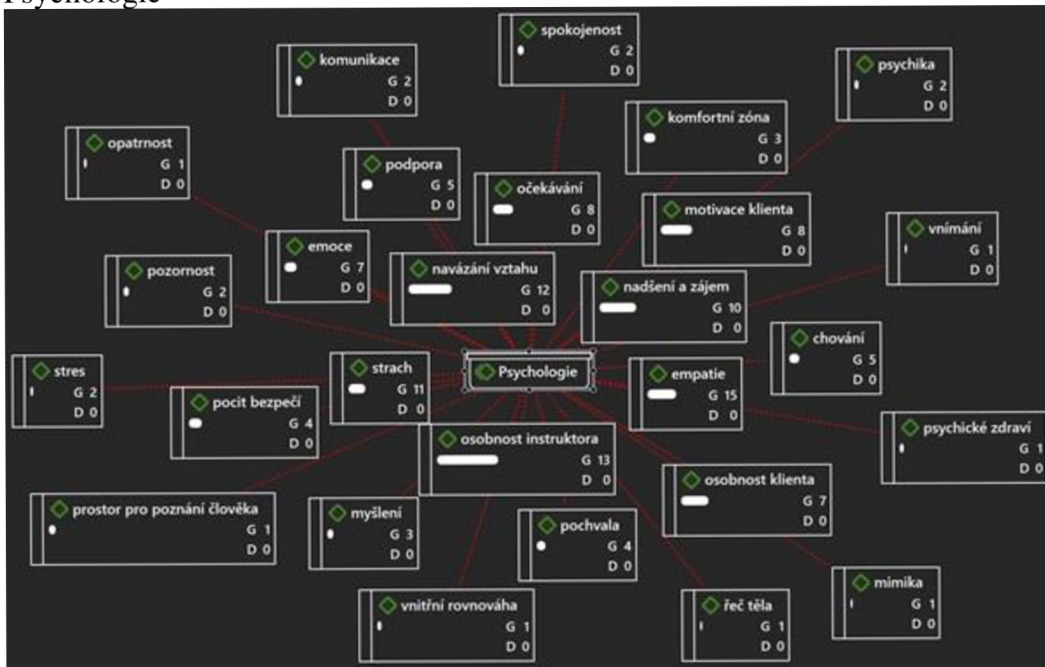 Psychologie
spokojenost
G 2
D 0
komunikace
G 2
D 0
psychika
G 2
D 0
komfortní zóna
G 3
D 0
opatrnost
G 1
D 0
podpora
G 5
D 0
očekávání
G 8
D 0
motivace klienta
G 8
D 0
vnímání
G 1
D 0
emoce
G 7
D 0
pozornost
G 2
D 0
navázání vztahu
G 12
D 0
nadšení a zájem
G 10
D 0
chování
G 5
D 0
stres
G 2
D 0
strach
G 11
D 0
Psychologie
empatie
G 15
D 0
pocit bezpečí
G 4
D 0
psychické zdraví
G 1
D 0
osobnost instruktora
G 13
D 0
osobnost klienta
G 7
D 0
prostor pro poznání člověka
G 1
D 0
myšlení
G 3
D 0
pochvala
G 4
D 0
mimika
G 1
D 0
vnitřní rovnováha
G 1
D 0
řeč těla
G 1
D 0